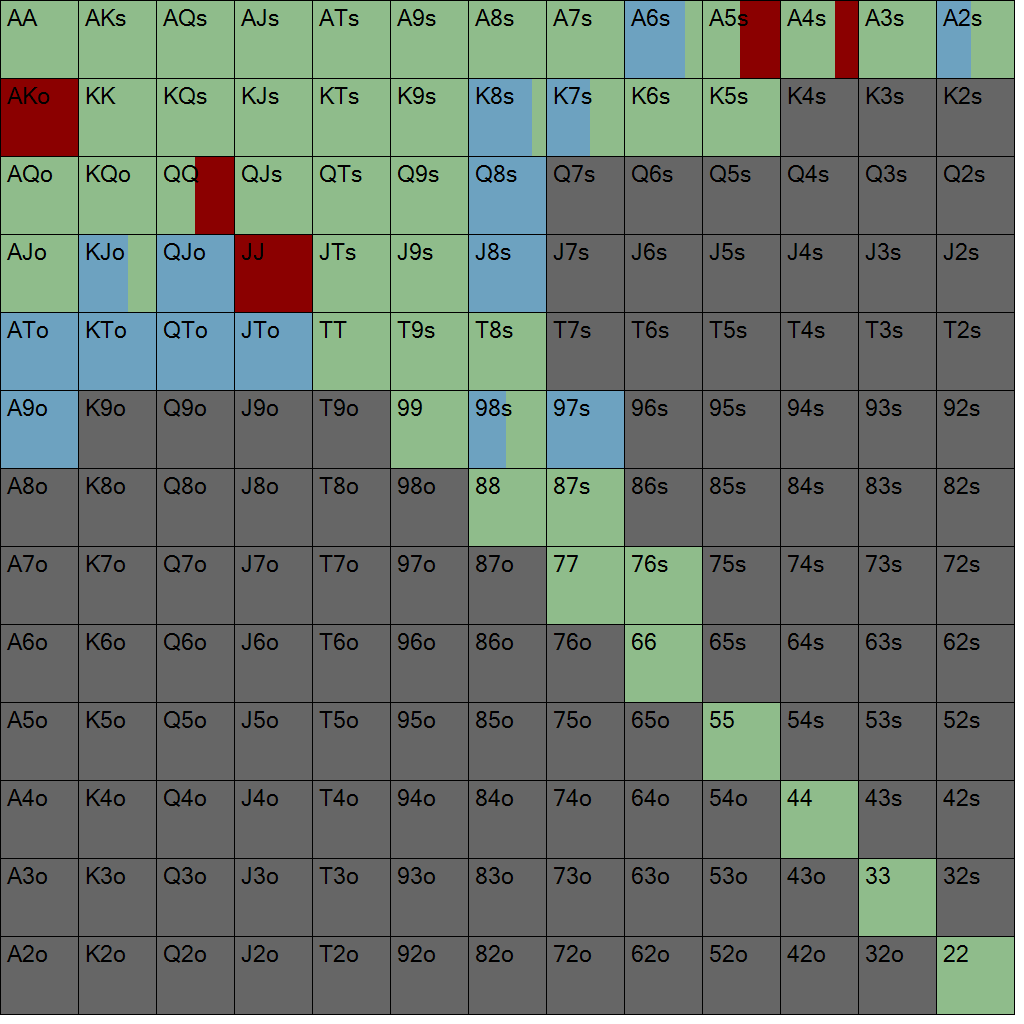 AA AKs AQs AJs ATs A9s A8s A7s A6s A5s A4s A3s A2s
AKo KK KQs KJs KTs K9s K8s K7s K6s K5s K4s K3s K2s
AQo KQo QQ QJs QTs Q9s Q8s Q7s Q6s Q5s Q4s Q3s Q2s
AJo KJo QJo JJ JTs J9s J8s J7s J6s J5s J4s J3s J2s
ATo KTo QTo JTo TT T9s T8s T7s T6s T5s T4s T3s T2s
A9o K9o Q9o J9o T9o 99 98s 97s 96s 95s 94s 93s 92s
A8o K8o Q8o J8o T8o 98o 88 87s 86s 85s 84s 83s 82s
A7o K7o Q7o J7o T7o 97o 87o 77 76s 75s 74s 73s 72s
A6o K6o Q6o J6o T6o 96o 86o 76o 66 65s 64s 63s 62s
A5o K5o Q5o J5o T5o 95o 85o 75o 65o 55 54s 53s 52s
A4o K4o Q4o J4o T4o 94o 84o 74o 64o 54o 44 43s 42s
A3o K3o Q3o J3o T3o 93o 83o 73o 63o 53o 43o 33 32s
A2o K2o Q2o J2o T2o 92o 82o 72o 62o 52o 42o 32o 22